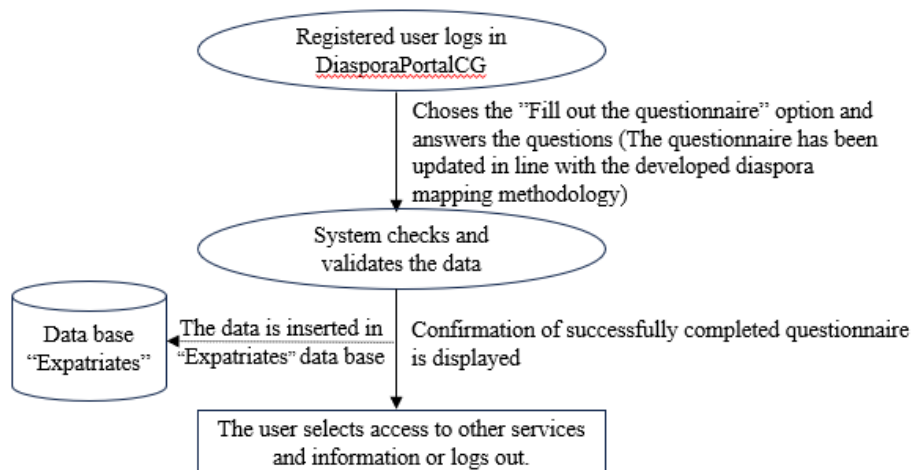 Registered user logs in
DiasporaPortalCG
Choses the ”Fill out the questionnaire” option and
answers the questions (The questionnaire has been
updated in line with the developed diaspora
mapping methodology)
System checks and
validates the data
Data base
“Expatriates”
The data is inserted in
“Expatriates” data base
Confirmation of successfully completed questionnaire
is displayed
The user selects access to other services
and information or logs out.